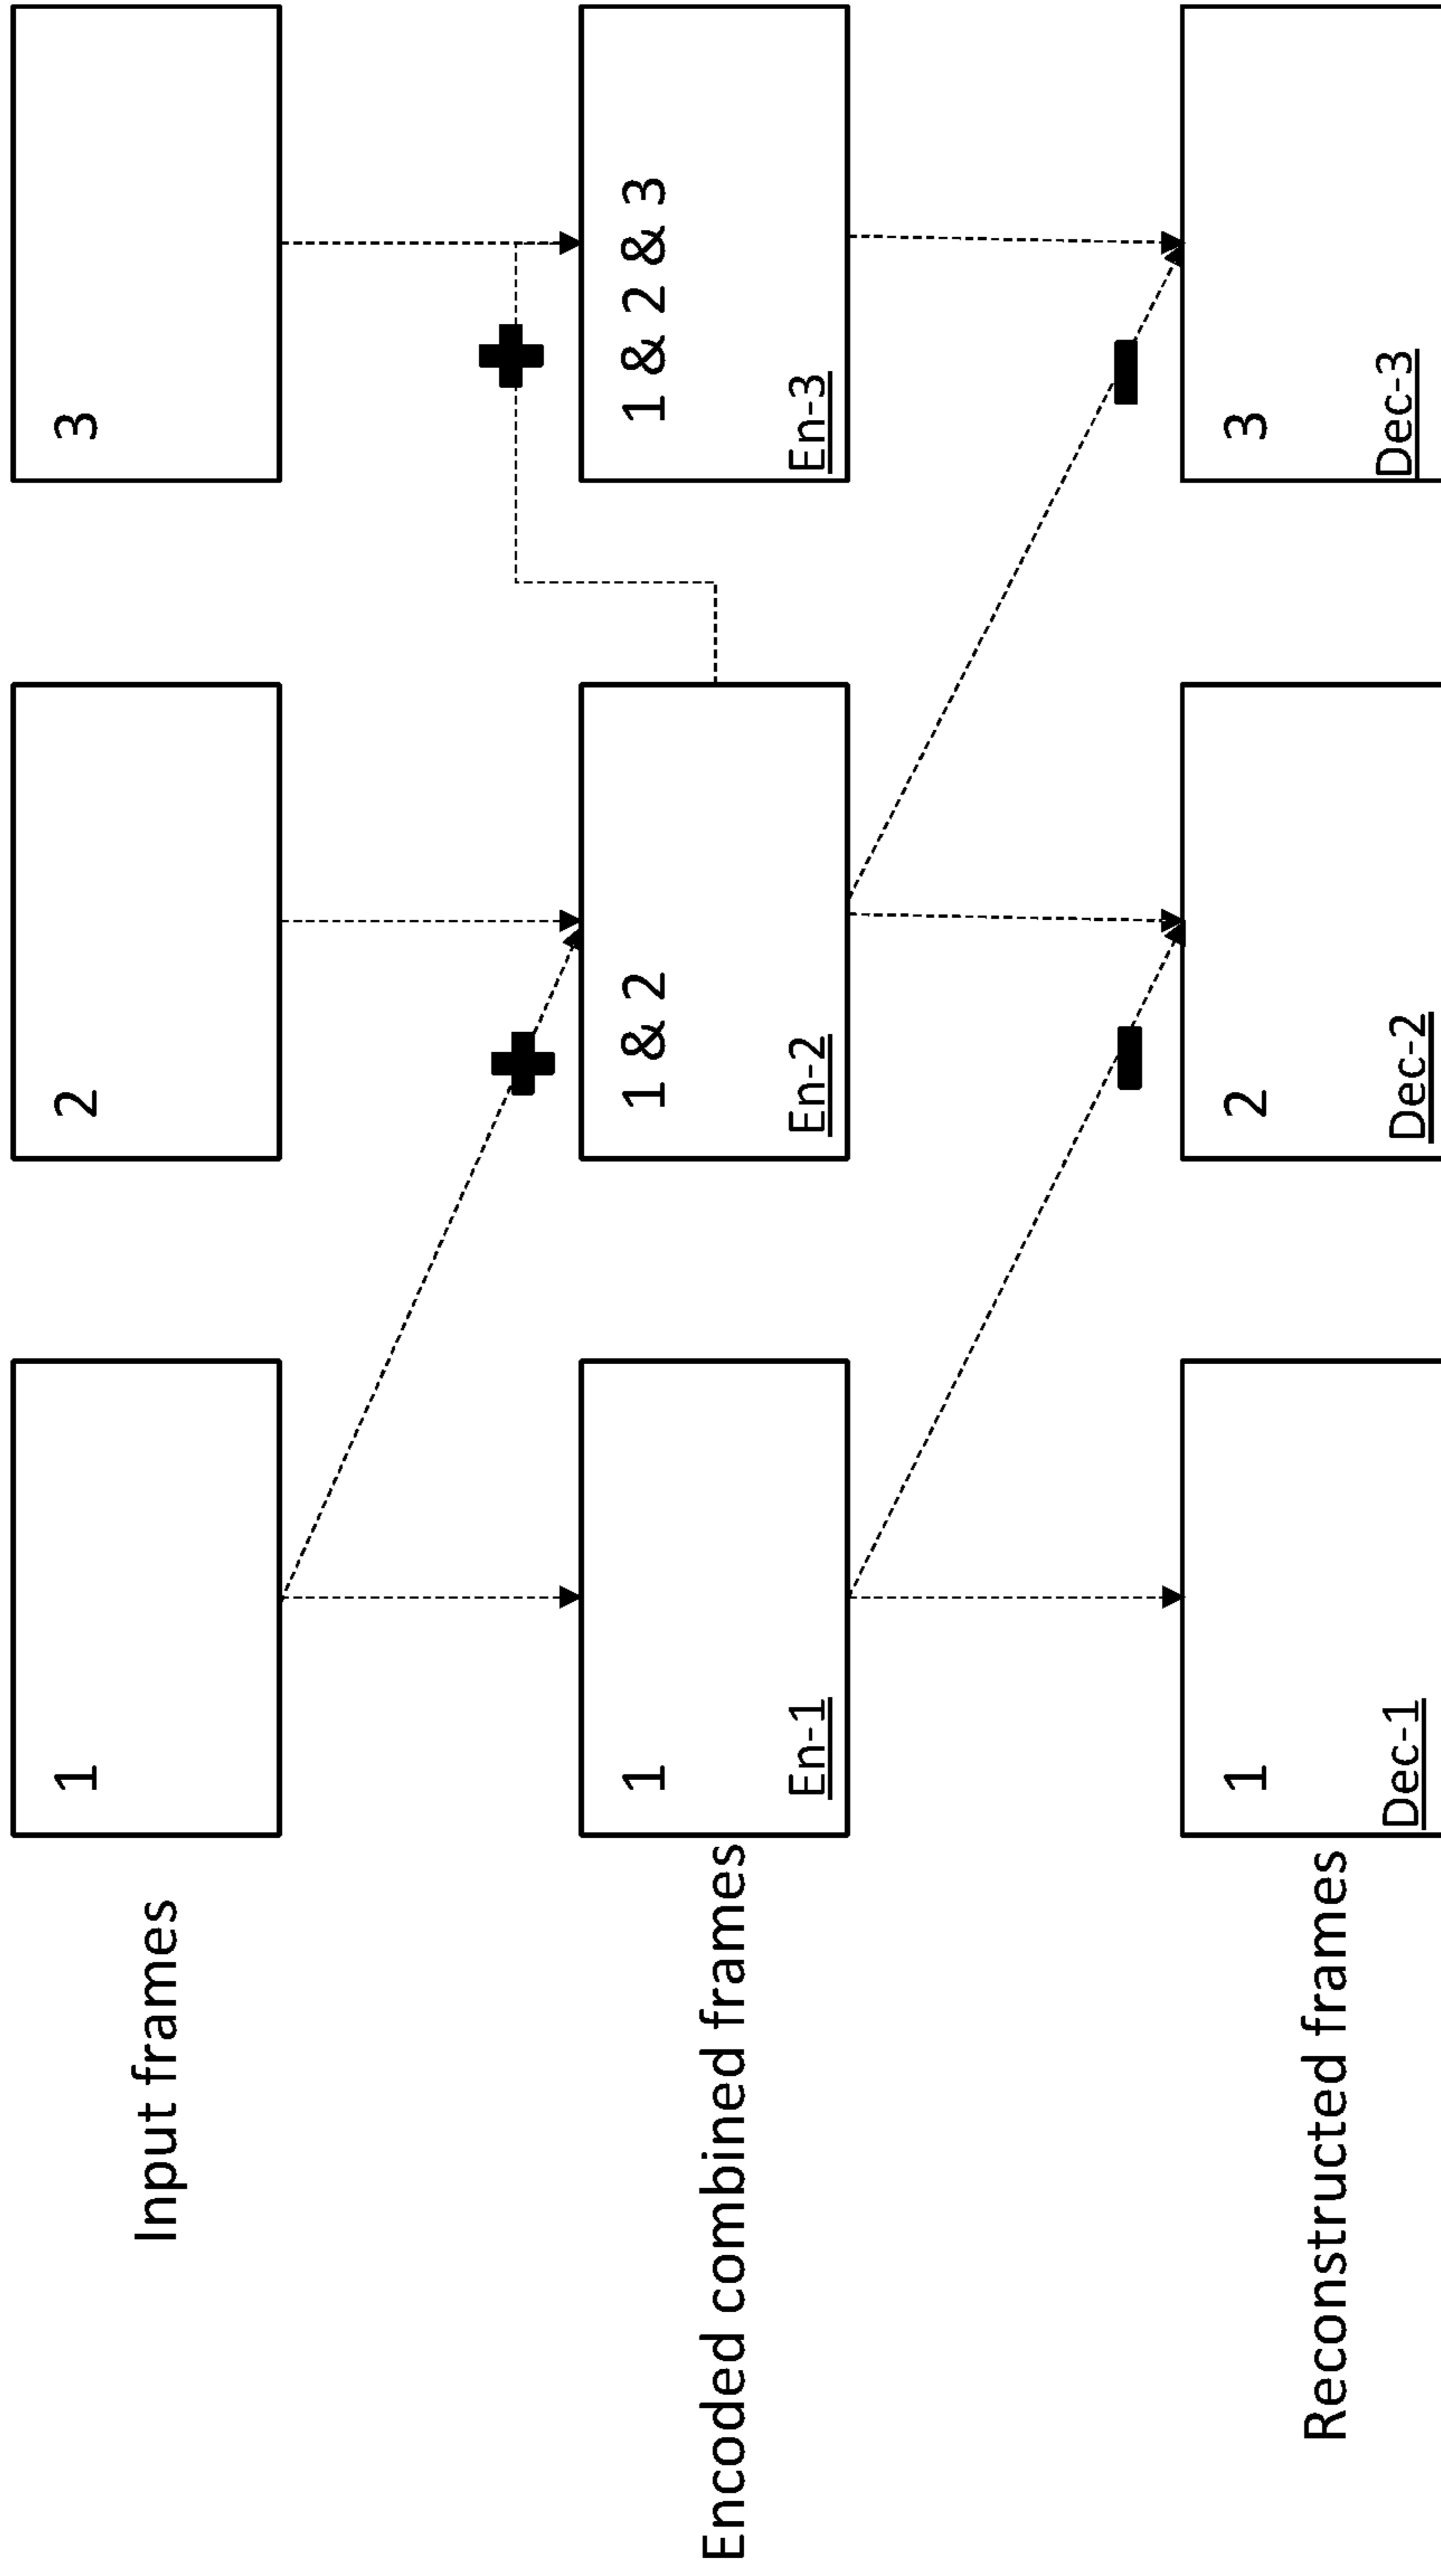 Input frames
1
2
3
Encoded combined frames
1
En-1
1 & 2
En-2
1 & 2 & 3
En-3
Reconstructed frames
1
Dec-1
2
Dec-2
3
Dec-3